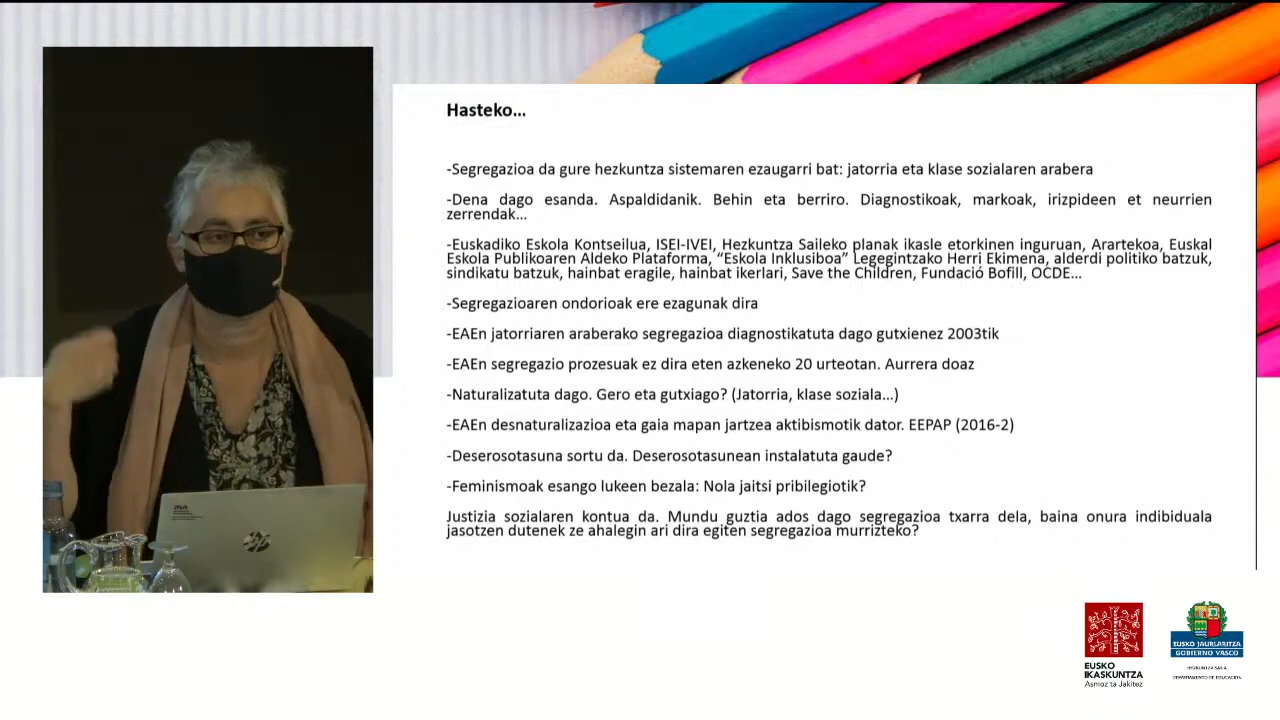 Hasteko...
-Segregazioa da gure hezkuntza sistemaren ezaugarri bat: jatorria eta klase sozialaren arabera
-Dena dago esanda. Aspaldidanik. Behin eta berriro. Diagnostikoak, markoak, irizpideen et neurrien
zerrendak...
-Euskadiko Eskola Kontseilua, ISEI-IVEI, Hezkuntza Saileko planak ikasle etorkinen inguruan, Arartekoa, Euskal
Eskola Publikoaren Aldeko Plataforma, “Eskola Inklusiboa” Legegintzako Herri Ekimena, alderdi politiko batzuk,
sindikatu batzuk, hainbat eragile, hainbat ikerlari, Save the Children, Fundació Bofill, OCDE...
-Segregazioaren ondorioak ere ezagunak dira
-EAEn jatorriaren araberako segregazioa diagnostikatuta dago gutxienez 2003tik
-EAEn segregazio prozesuak ez dira eten azkeneko 20 urteotan. Aurrera doaz
-Naturalizatuta dago. Gero eta gutxiago? (Jatorria, klase soziala...)
-EAEn desnaturalizazioa eta gaia mapan jartzea aktibismotik dator. EEPAP (2016-2)
-Deserosotasuna sortu da. Deserosotasunean instalatuta gaude?
-Feminismoak esango lukeen bezala: Nola jaitsi pribilegiotik?
Justizia sozialaren kontua da. Mundu guztia ados dago segregazioa txarra dela, baina onura indibiduala
jasotzen dutenek ze ahalegin ari dira egiten segregazioa murrizteko?
EUSKO
IKASKUNTZA
Asmoz ta Jakitez
EUSKO JAURLARITZA
GOBIERNO VASCO
HEZKUNTZA SAILA
DEPARTAMENTO DE EDUCACIÓN